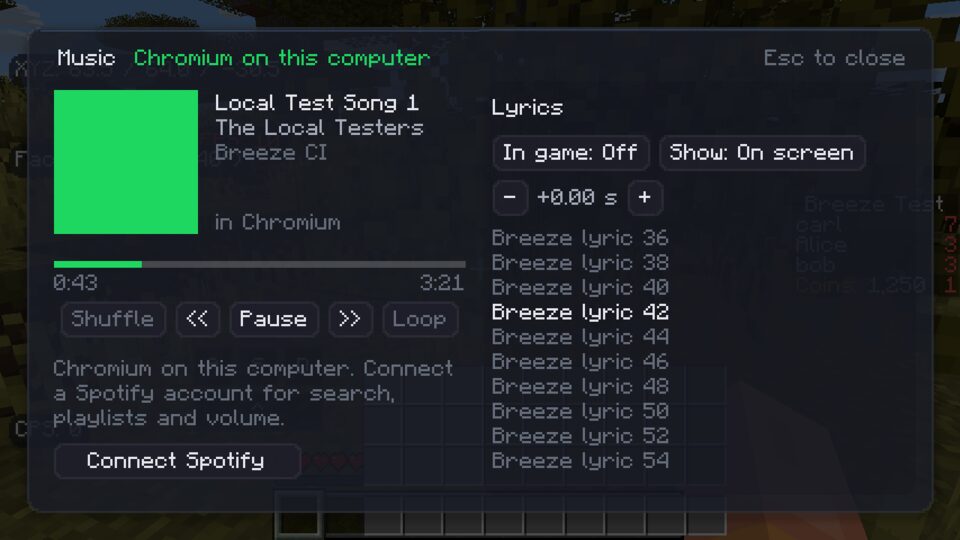 Music Chromium on this computer
Esc to close
Local Test Song 1
The Local Testers
Breeze CI
in Chromium
0:43
3:21
Shuffle
<<
Pause
>>
Loop
Chromium on this computer. Connect
a Spotify account for search,
playlists and volume.
Connect Spotify
Lyrics
In game: Off
Show: On screen
- +0.00 s +
Breeze lyric 36
Breeze lyric 38
Breeze lyric 40
Breeze lyric 42
Breeze lyric 44
Breeze lyric 46
Breeze lyric 48
Breeze lyric 50
Breeze lyric 52
Breeze lyric 54
Breeze Test
carl 7
Alice 3
bob 3
Coins: 1,250 1